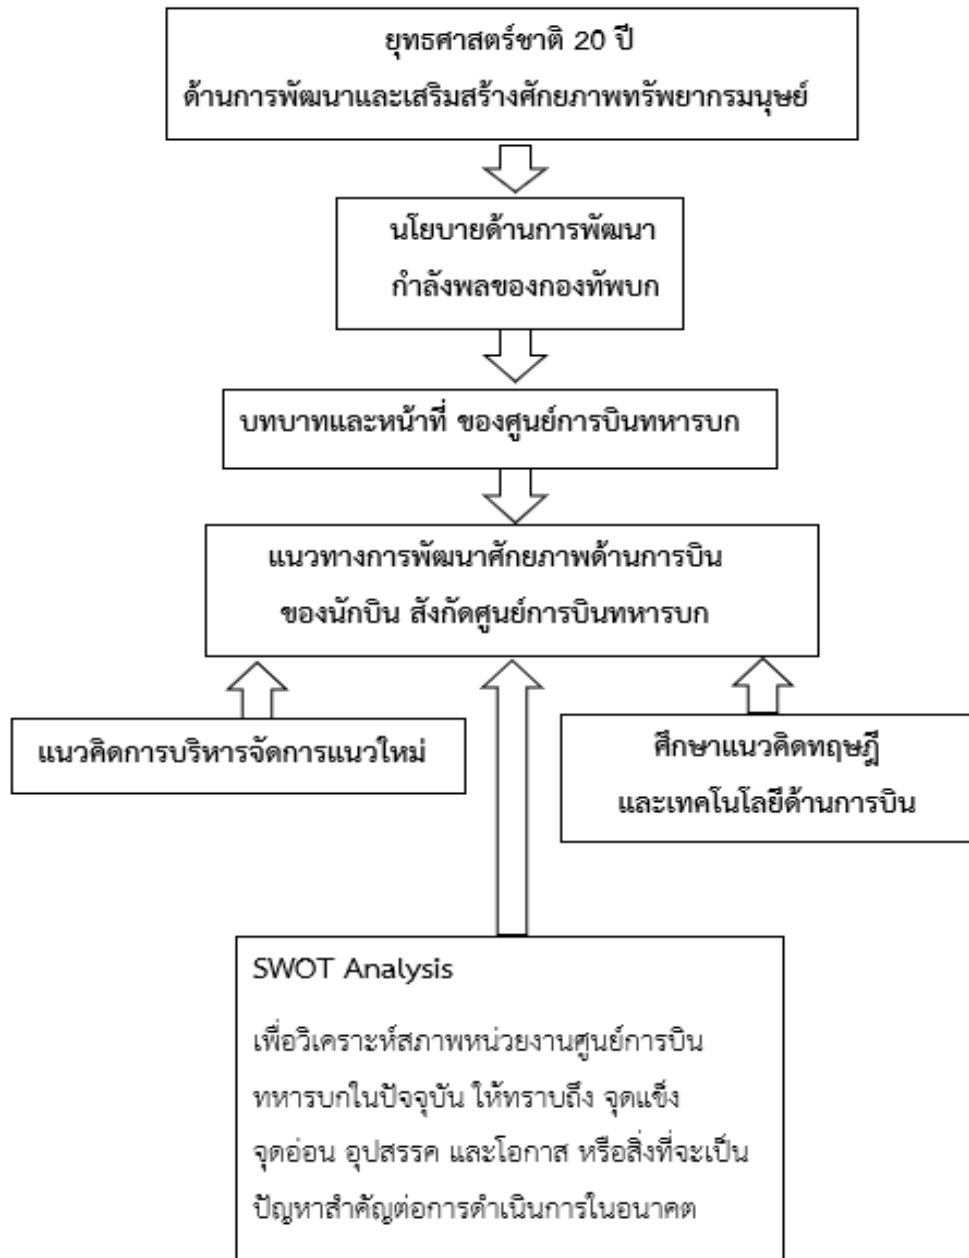 ยุทธศาสตร์ชาติ 20 ปี
ด้านการพัฒนาและเสริมสร้างศักยภาพทรัพยากรมนุษย์
นโยบายด้านการพัฒนา
กำลังพลของกองทัพบก
บทบาทและหน้าที่ ของศูนย์การบินทหารบก
แนวทางการพัฒนาศักยภาพด้านการบิน
ของนักบิน สังกัดศูนย์การบินทหารบก
แนวคิดการบริหารจัดการแนวใหม่
ศึกษาแนวคิดทฤษฎี
และเทคโนโลยีด้านการบิน
SWOT Analysis
เพื่อวิเคราะห์สภาพหน่วยงานศูนย์การบิน
ทหารบกในปัจจุบัน ให้ทราบถึง จุดแข็ง
จุดอ่อน อุปสรรค และโอกาส หรือสิ่งที่จะเป็น
ปัญหาสำคัญต่อการดำเนินการในอนาคต